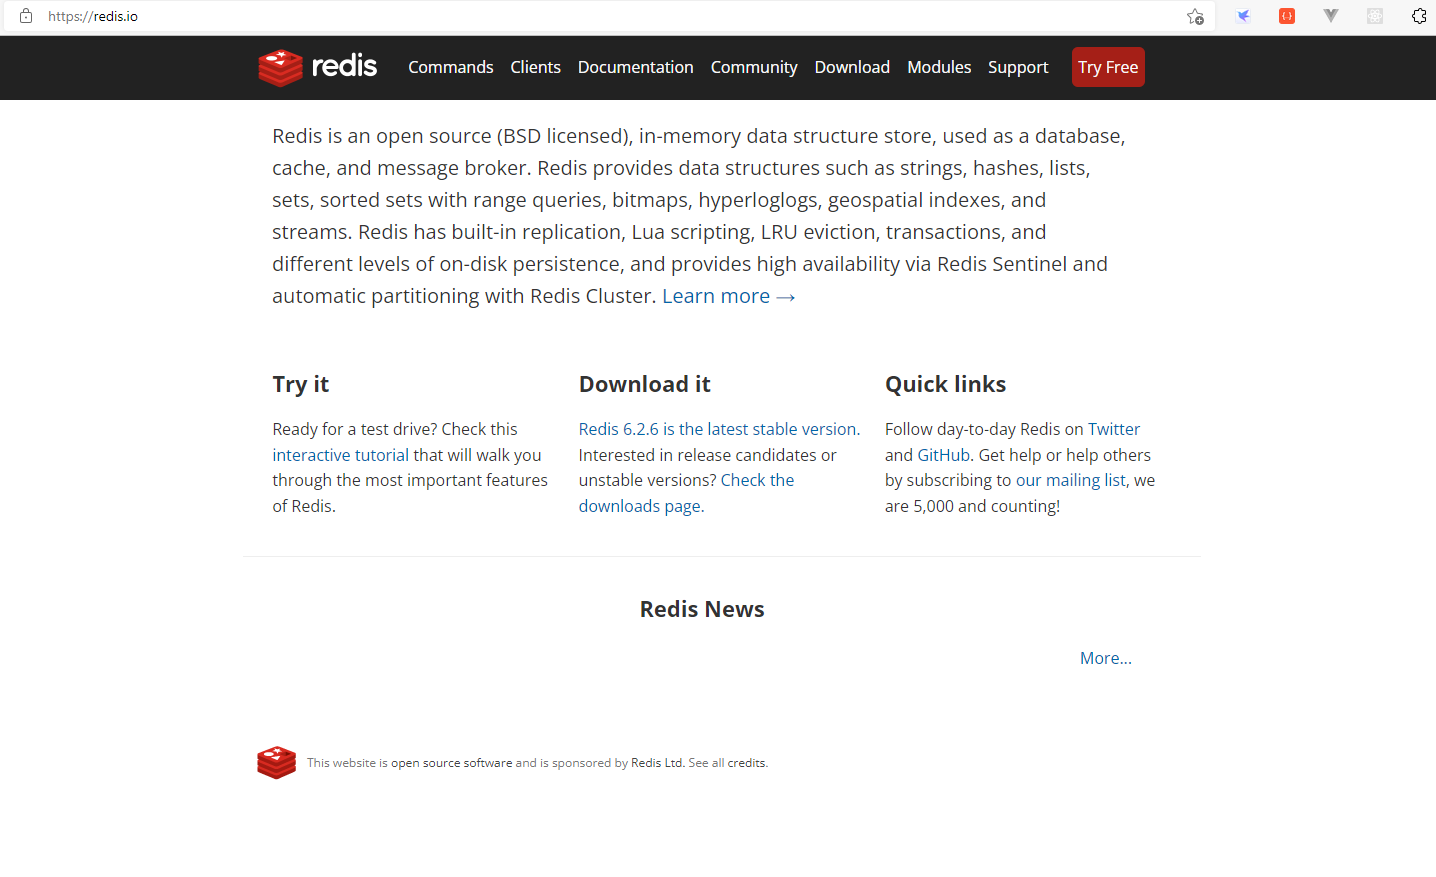 https://redis.io
redis Commands Clients Documentation Community Download Modules Support Try Free
Redis is an open source (BSD licensed), in-memory data structure store, used as a database,
cache, and message broker. Redis provides data structures such as strings, hashes, lists,
sets, sorted sets with range queries, bitmaps, hyperloglogs, geospatial indexes, and
streams. Redis has built-in replication, Lua scripting, LRU eviction, transactions, and
different levels of on-disk persistence, and provides high availability via Redis Sentinel and
automatic partitioning with Redis Cluster. Learn more →
Try it
Ready for a test drive? Check this
interactive tutorial that will walk you
through the most important features
of Redis.
Download it
Redis 6.2.6 is the latest stable version.
Interested in release candidates or
unstable versions? Check the
downloads page.
Quick links
Follow day-to-day Redis on Twitter
and GitHub. Get help or help others
by subscribing to our mailing list, we
are 5,000 and counting!
Redis News
More...
This website is open source software and is sponsored by Redis Ltd. See all credits.